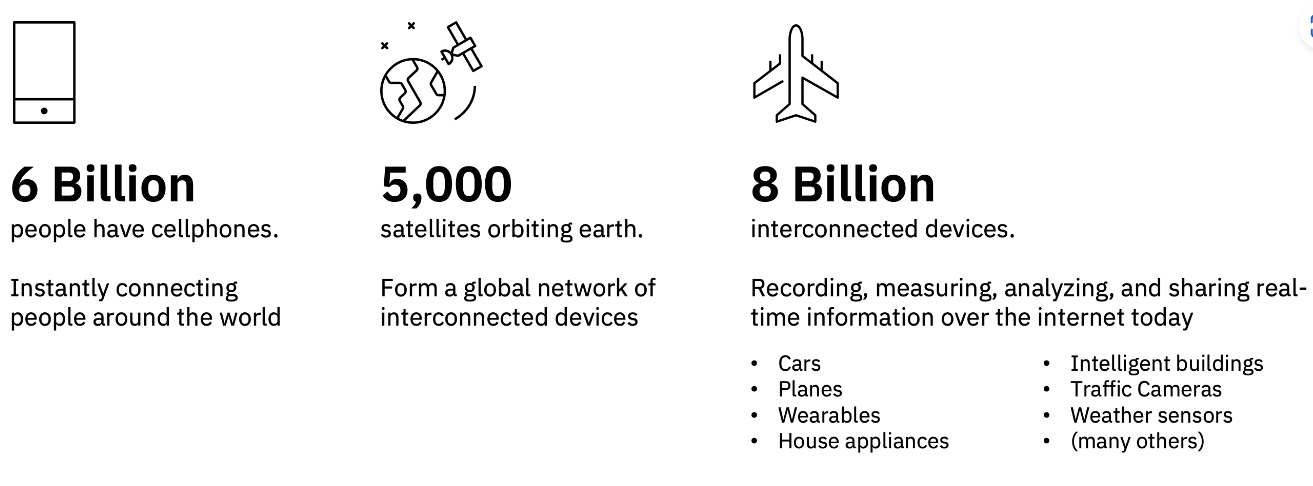 6 Billion
people have cellphones.
Instantly connecting
people around the world
5,000
satellites orbiting earth.
Form a global network of
interconnected devices
8 Billion
interconnected devices.
Recording, measuring, analyzing, and sharing real-
time information over the internet today
• Cars
• Planes
• Wearables
• House appliances
• Intelligent buildings
• Traffic Cameras
• Weather sensors
• (many others)